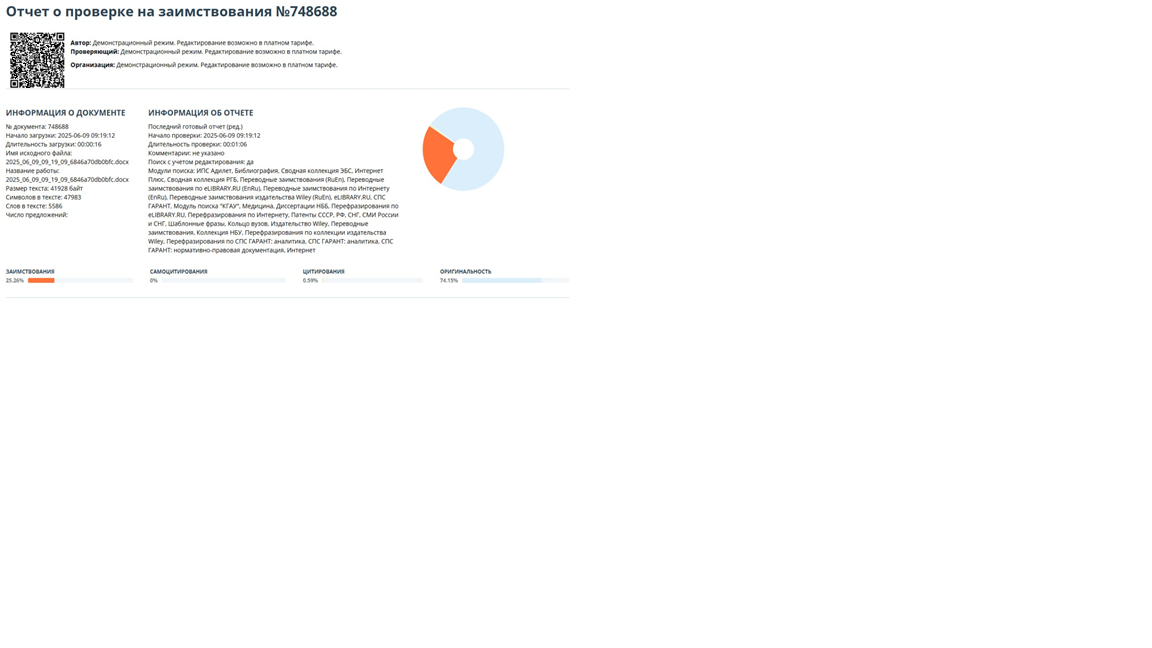 Отчет о проверке на заимствования №748688
Автор: Демонстрационный режим. Редактирование возможно в платном тарифе.
Проверяющий: Демонстрационный режим. Редактирование возможно в платном тарифе.
Организация: Демонстрационный режим. Редактирование возможно в платном тарифе.
ИНФОРМАЦИЯ О ДОКУМЕНТЕ
№ документа: 748688
Начало загрузки: 2025-06-09 09:19:12
Длительность загрузки: 00:00:16
Имя исходного файла:
2025_06_09_09_19_09_6846a70db0bfc.docx
Название работы:
2025_06_09_09_19_09_6846a70db0bfc.docx
Размер текста: 41928 байт
Символов в тексте: 47983
Слов в тексте: 5586
Число предложений:
ИНФОРМАЦИЯ ОБ ОТЧЕТЕ
Последний готовый отчет (ред.)
Начало проверки: 2025-06-09 09:19:12
Длительность проверки: 00:01:06
Комментарии: не указано
Поиск с учетом редактирования: да
Модули поиска: ИПС Адилет, Библиография, Сводная коллекция ЭБС, Интернет
Плюс, Сводная коллекция РГБ, Переводные заимствования (RuEn), Переводные
заимствования по eLIBRARY.RU (EnRu), Переводные заимствования по Интернету
(EnRu), Переводные заимствования издательства Wiley (RuEn), eLIBRARY.RU, СПС
ГАРАНТ, Модуль поиска "КГАУ", Медицина, Диссертации НББ, Перефразирования по
eLIBRARY.RU, Перефразирования по Интернету, Патенты СССР, РФ, СНГ, СМИ России
и СНГ, Шаблонные фразы, Кольцо вузов, Издательство Wiley, Переводные
заимствования, Коллекция НБУ, Перефразирования по коллекции издательства
Wiley, Перефразирования по СПС ГАРАНТ: аналитика, СПС ГАРАНТ: аналитика, СПС
ГАРАНТ: нормативно-правовая документация, Интернет
ЗАИМСТВОВАНИЯ
25.26%
САМОЦИТИРОВАНИЯ
0%
ЦИТИРОВАНИЯ
0.59%
ОРИГИНАЛЬНОСТЬ
74.15%